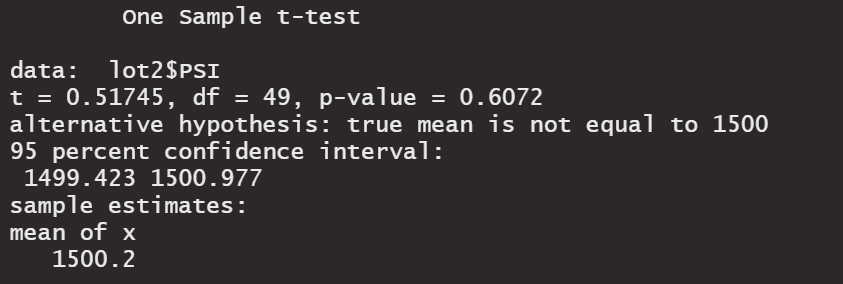 One Sample t-test
data:  lot2$PSI
t = 0.51745, df = 49, p-value = 0.6072
alternative hypothesis: true mean is not equal to 1500
95 percent confidence interval:
1499.423 1500.977
sample estimates:
mean of x
1500.2